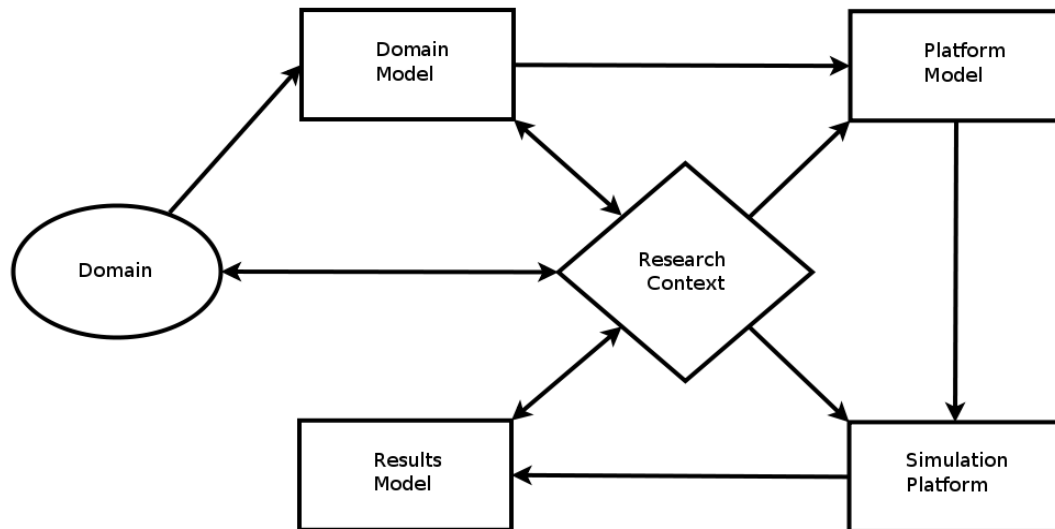 Domain
Model
Platform
Model
Domain
Research
Context
Results
Model
Simulation
Platform